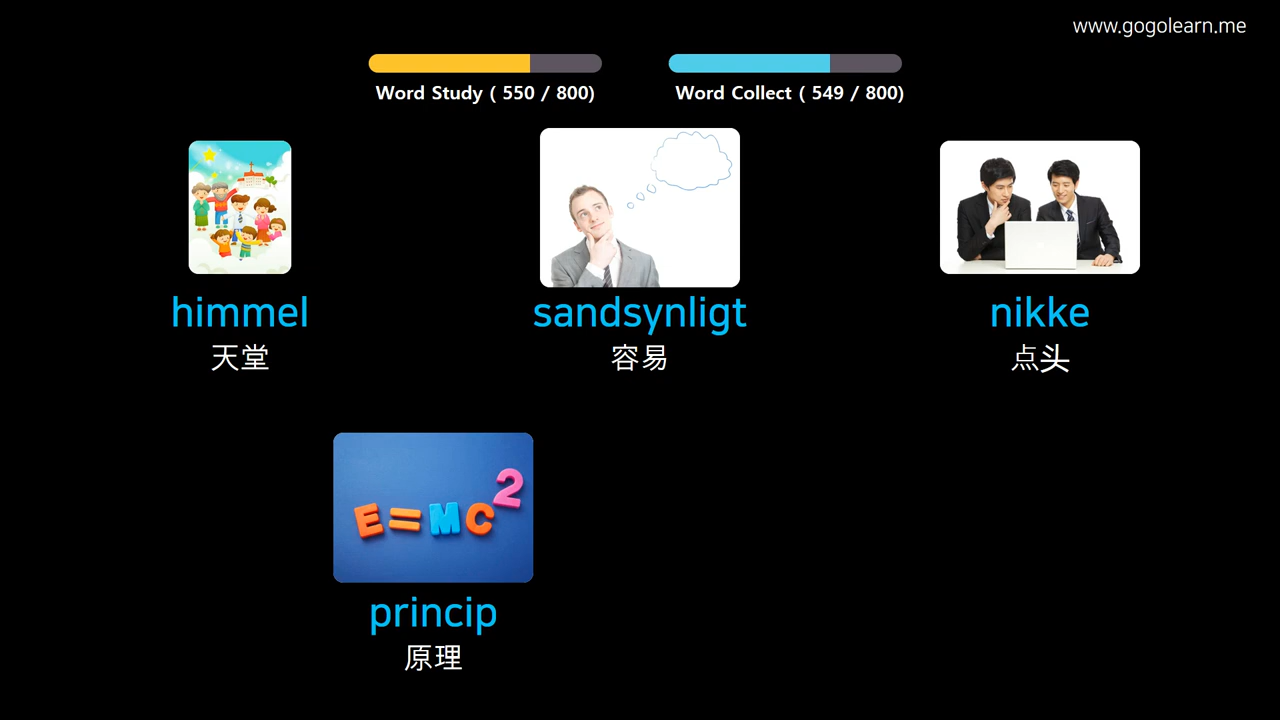 www.gogolearn.me
Word Study ( 550 / 800)
Word Collect ( 549 / 800)
himmel
天堂
sandsynligt
容易
nikke
点头
E=MC2
princip
原理